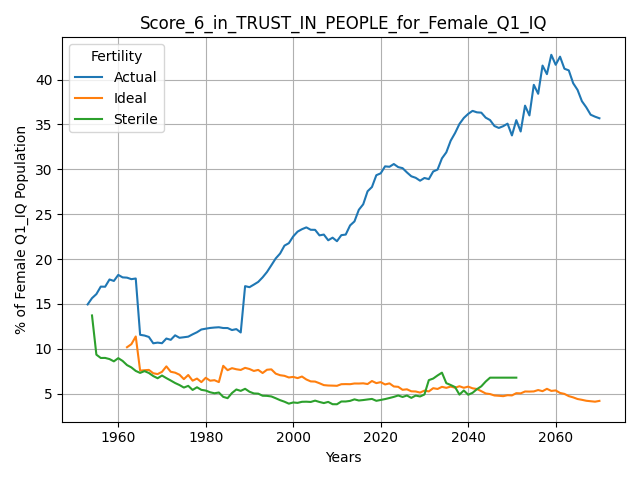 Score_6_in_TRUST_IN_PEOPLE_for_Female_Q1_IQ
Fertility
Actual
Ideal
Sterile
% of Female Q1_IQ Population
40
35
30
25
20
15
10
5
1960 1980 2000 2020 2040 2060
Years